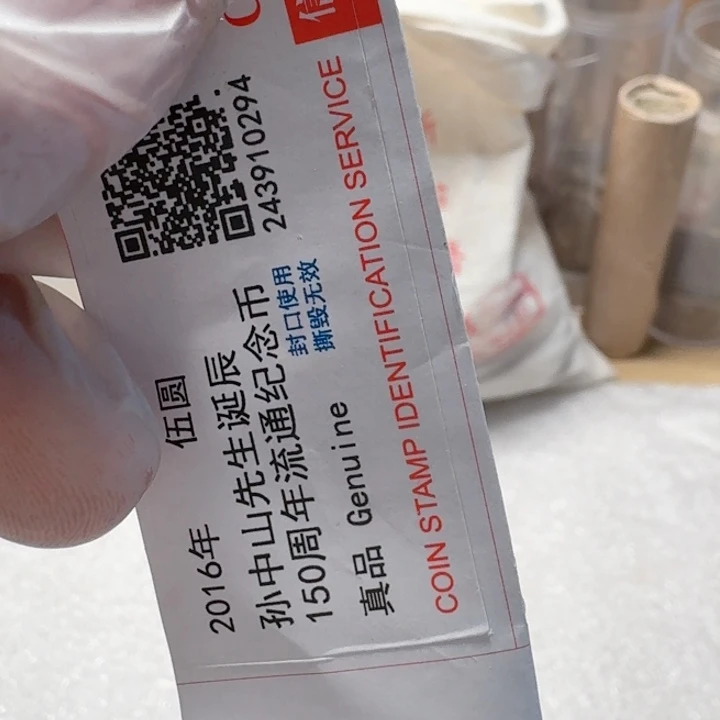 2016年 伍圆
孙中山先生诞辰
150周年流通纪念币
真品 Genuine
封口使用
撕毁无效
243910294
COIN STAMP IDENTIFICATION SERVICE
信